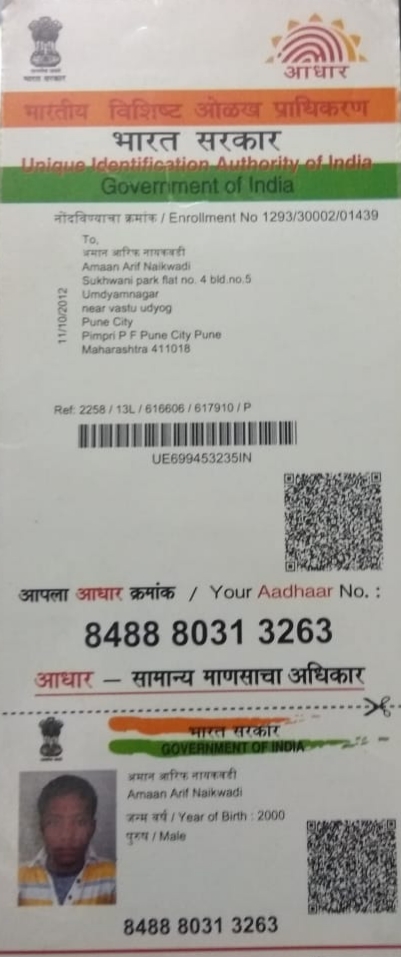 भारत सरकार
आधार
भारतीय विशिष्ट ओळख प्राधिकरण
भारत सरकार
Unique Identification Authority of India
Government of India
नोंदविण्याचा क्रमांक / Enrollment No 1293/30002/01439
To,
अमान आरिफ नायकवडी
Amaan Arif Naikwadi
Sukhwani park flat no. 4 bld.no.5
Umdyamnagar
near vastu udyog
Pune City
Pimpri P F Pune City Pune
Maharashtra 411018
11/10/2012
Ref: 2258 / 13L / 616606 / 617910 / P
UE699453235IN
आपला आधार क्रमांक / Your Aadhaar No. :
8488 8031 3263
आधार — सामान्य माणसाचा अधिकार
भारत सरकार
GOVERNMENT OF INDIA
अमान आरिफ नायकवडी
Amaan Arif Naikwadi
जन्म वर्ष / Year of Birth : 2000
पुरुष / Male
8488 8031 3263